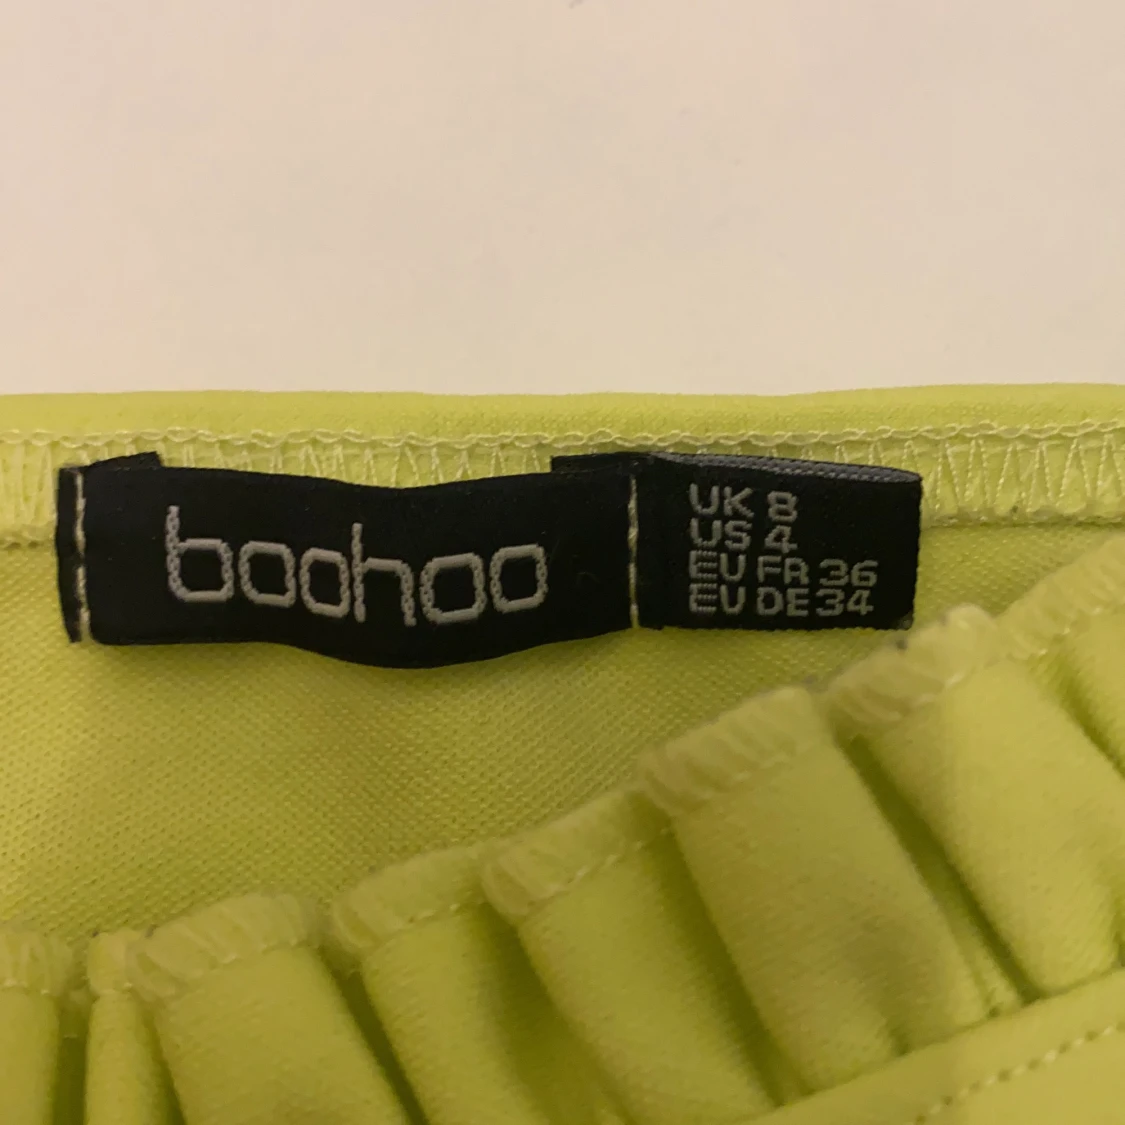 boohoo
UK 8
US 4
EU FR 36
EU DE 34